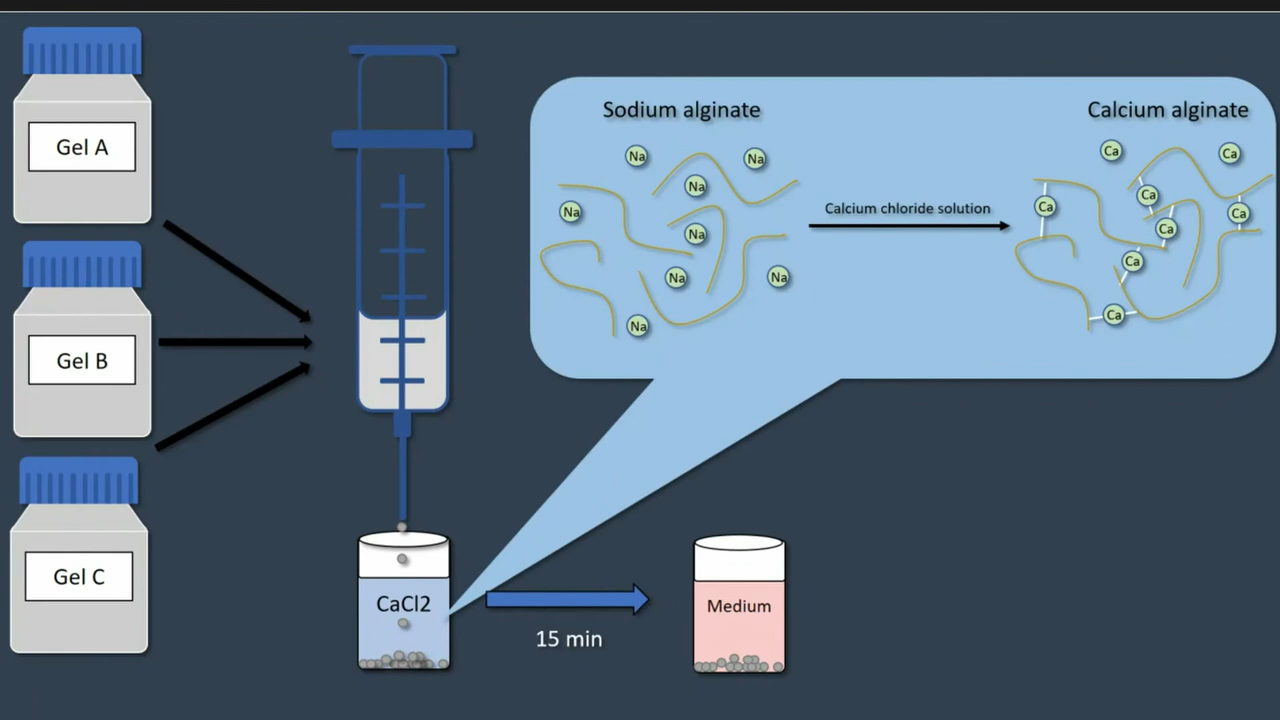 Gel A
Gel B
Gel C
CaCl2
15 min
Medium
Sodium alginate
Na
Na
Na
Na
Na
Na
Na
Na
Calcium chloride solution
Calcium alginate
Ca
Ca
Ca
Ca
Ca
Ca
Ca
Ca